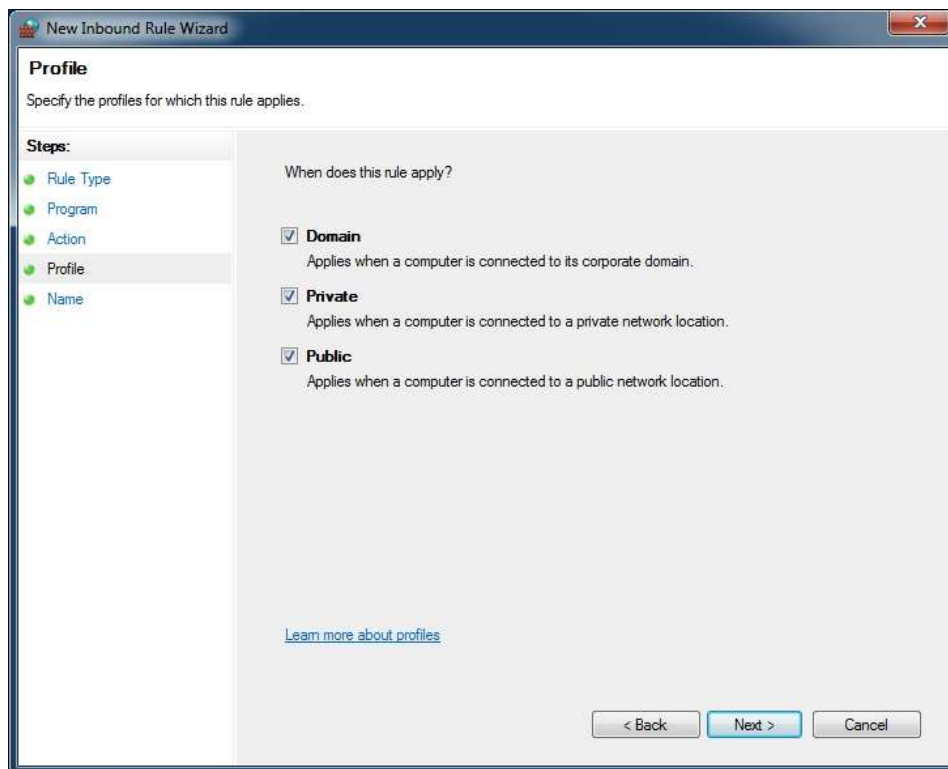 New Inbound Rule Wizard
Profile
Specify the profiles for which this rule applies.
Steps:
Rule Type
Program
Action
Profile
Name
When does this rule apply?
Domain
Applies when a computer is connected to its corporate domain.
Private
Applies when a computer is connected to a private network location.
Public
Applies when a computer is connected to a public network location.
Learn more about profiles
< Back
Next >
Cancel